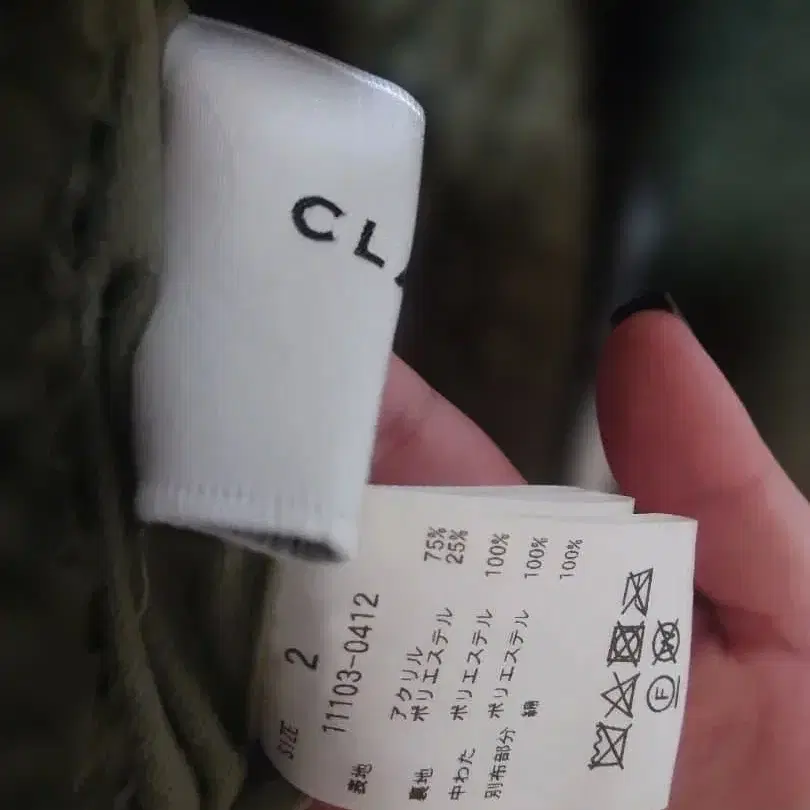 CL
SIZE 2
11103-0412
表地 アクリル 75%
ポリエステル 25%
裏地 ポリエステル 100%
中わた ポリエステル 100%
別布部分 綿 100%
F